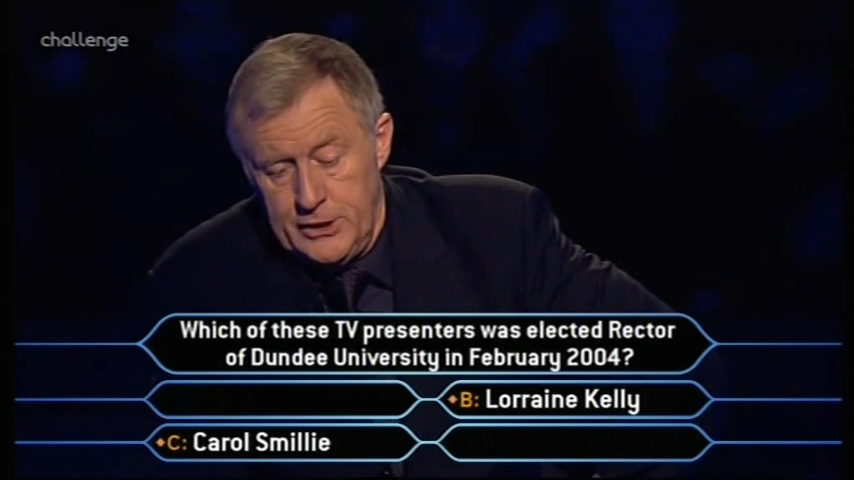 challenge
Which of these TV presenters was elected Rector
of Dundee University in February 2004?
B: Lorraine Kelly
C: Carol Smillie